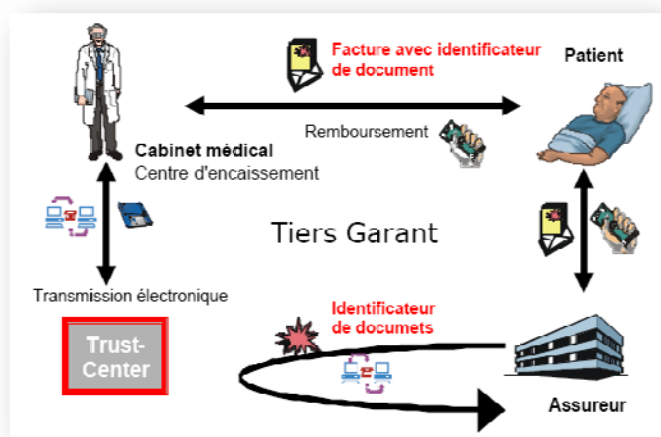 Facture avec identificateur
de document
Patient
Remboursement
Cabinet médical
Centre d'encaissement
Tiers Garant
Transmission électronique
Identificateur
de documets
Trust-
Center
Assureur